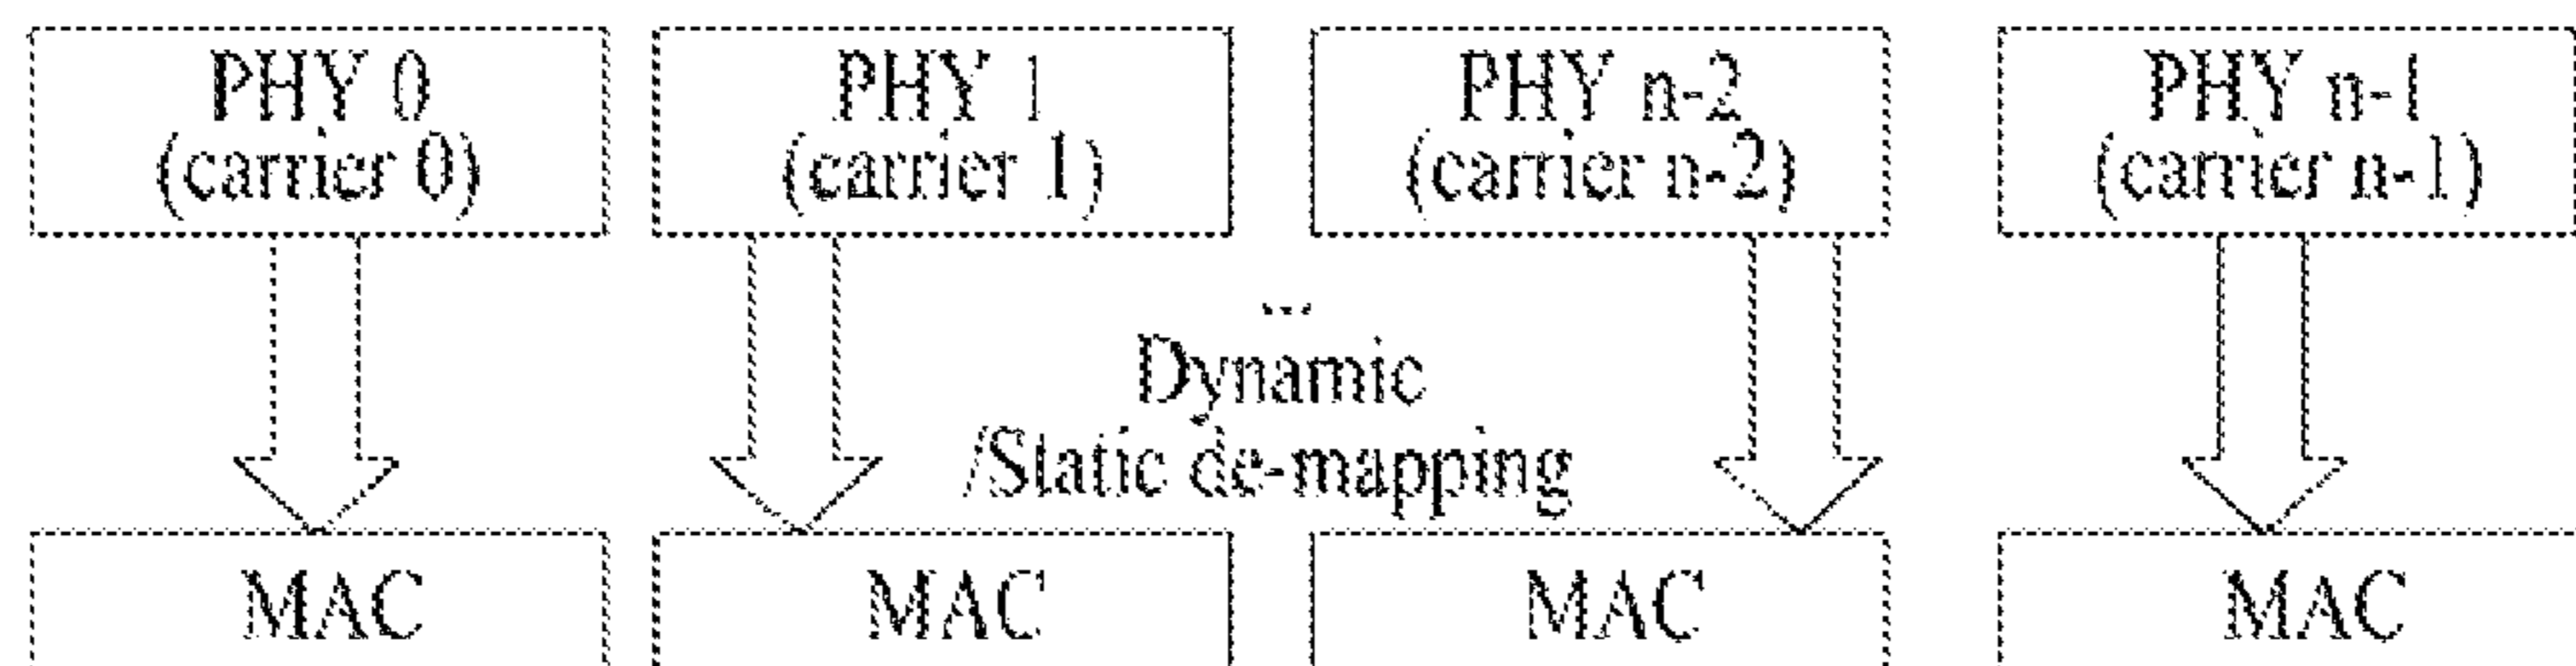 PHY 0
(carrier 0)
PHY 1
(carrier 1)
PHY n-2
(carrier n-2)
PHY n-1
(carrier n-1)
...
Dynamic
/Static de-mapping
MAC
MAC
MAC
MAC